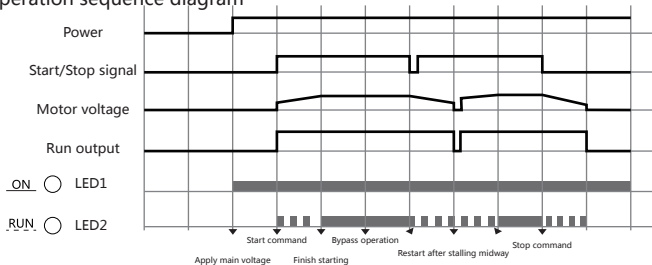 peration sequence diagram
Power
Start/Stop signal
Motor voltage
Run output
ON LED1
RUN LED2
Start command Bypass operation Restart after stalling midway Stop command
Apply main voltage Finish starting